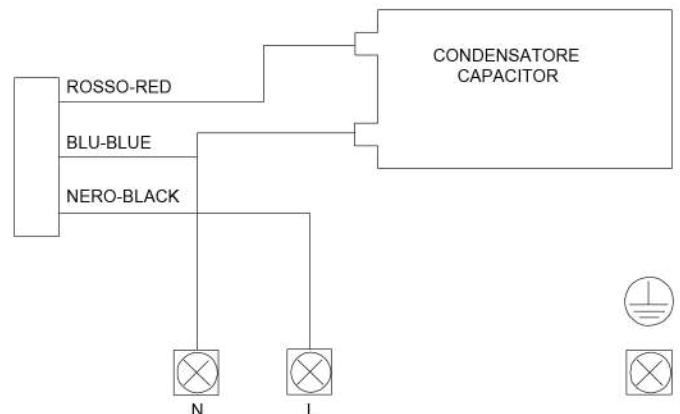 CONDENSATORE
CAPACITOR
ROSSO-RED
BLU-BLUE
NERO-BLACK
N